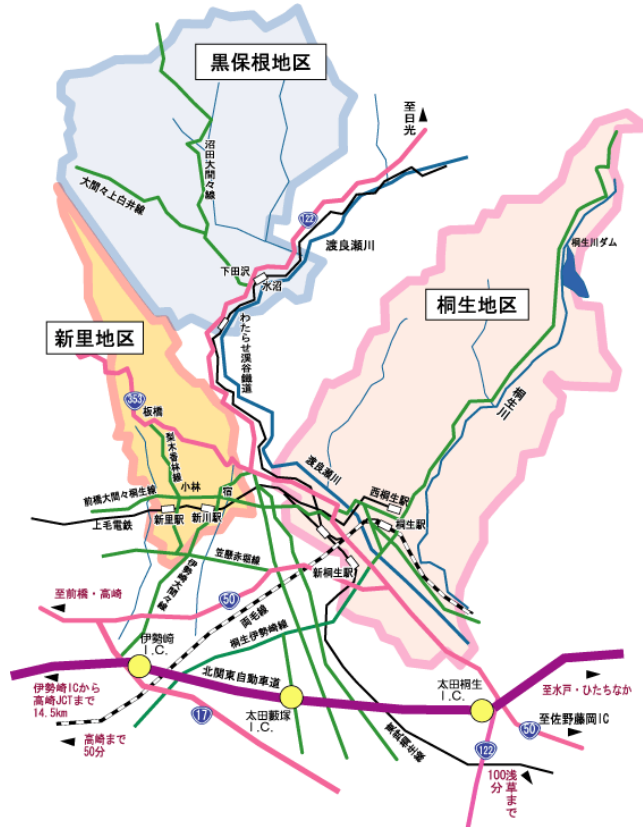 黒保根地区
至日光
沼田大間々線
大間々上白井線
122
渡良瀬川
桐生川ダム
下田沢
水沼
桐生地区
新里地区
わたらせ渓谷鐵道
353
板橋
桐生川
梨木香林線
渡良瀬川
小林
宿
前橋大間々桐生線
西桐生駅
新里駅
新川駅
桐生駅
上毛電鉄
笠懸赤堀線
新桐生駅
伊勢崎大間々線
50
至前橋・高崎
両毛線
桐生伊勢崎線
伊勢崎
I.C.
北関東自動車道
伊勢崎ICから
高崎JCTまで
14.5km
太田桐生
I.C.
至水戸・ひたちなか
17
太田藪塚
I.C.
50
至佐野藤岡IC
高崎まで
50分
122
浅草まで
100分